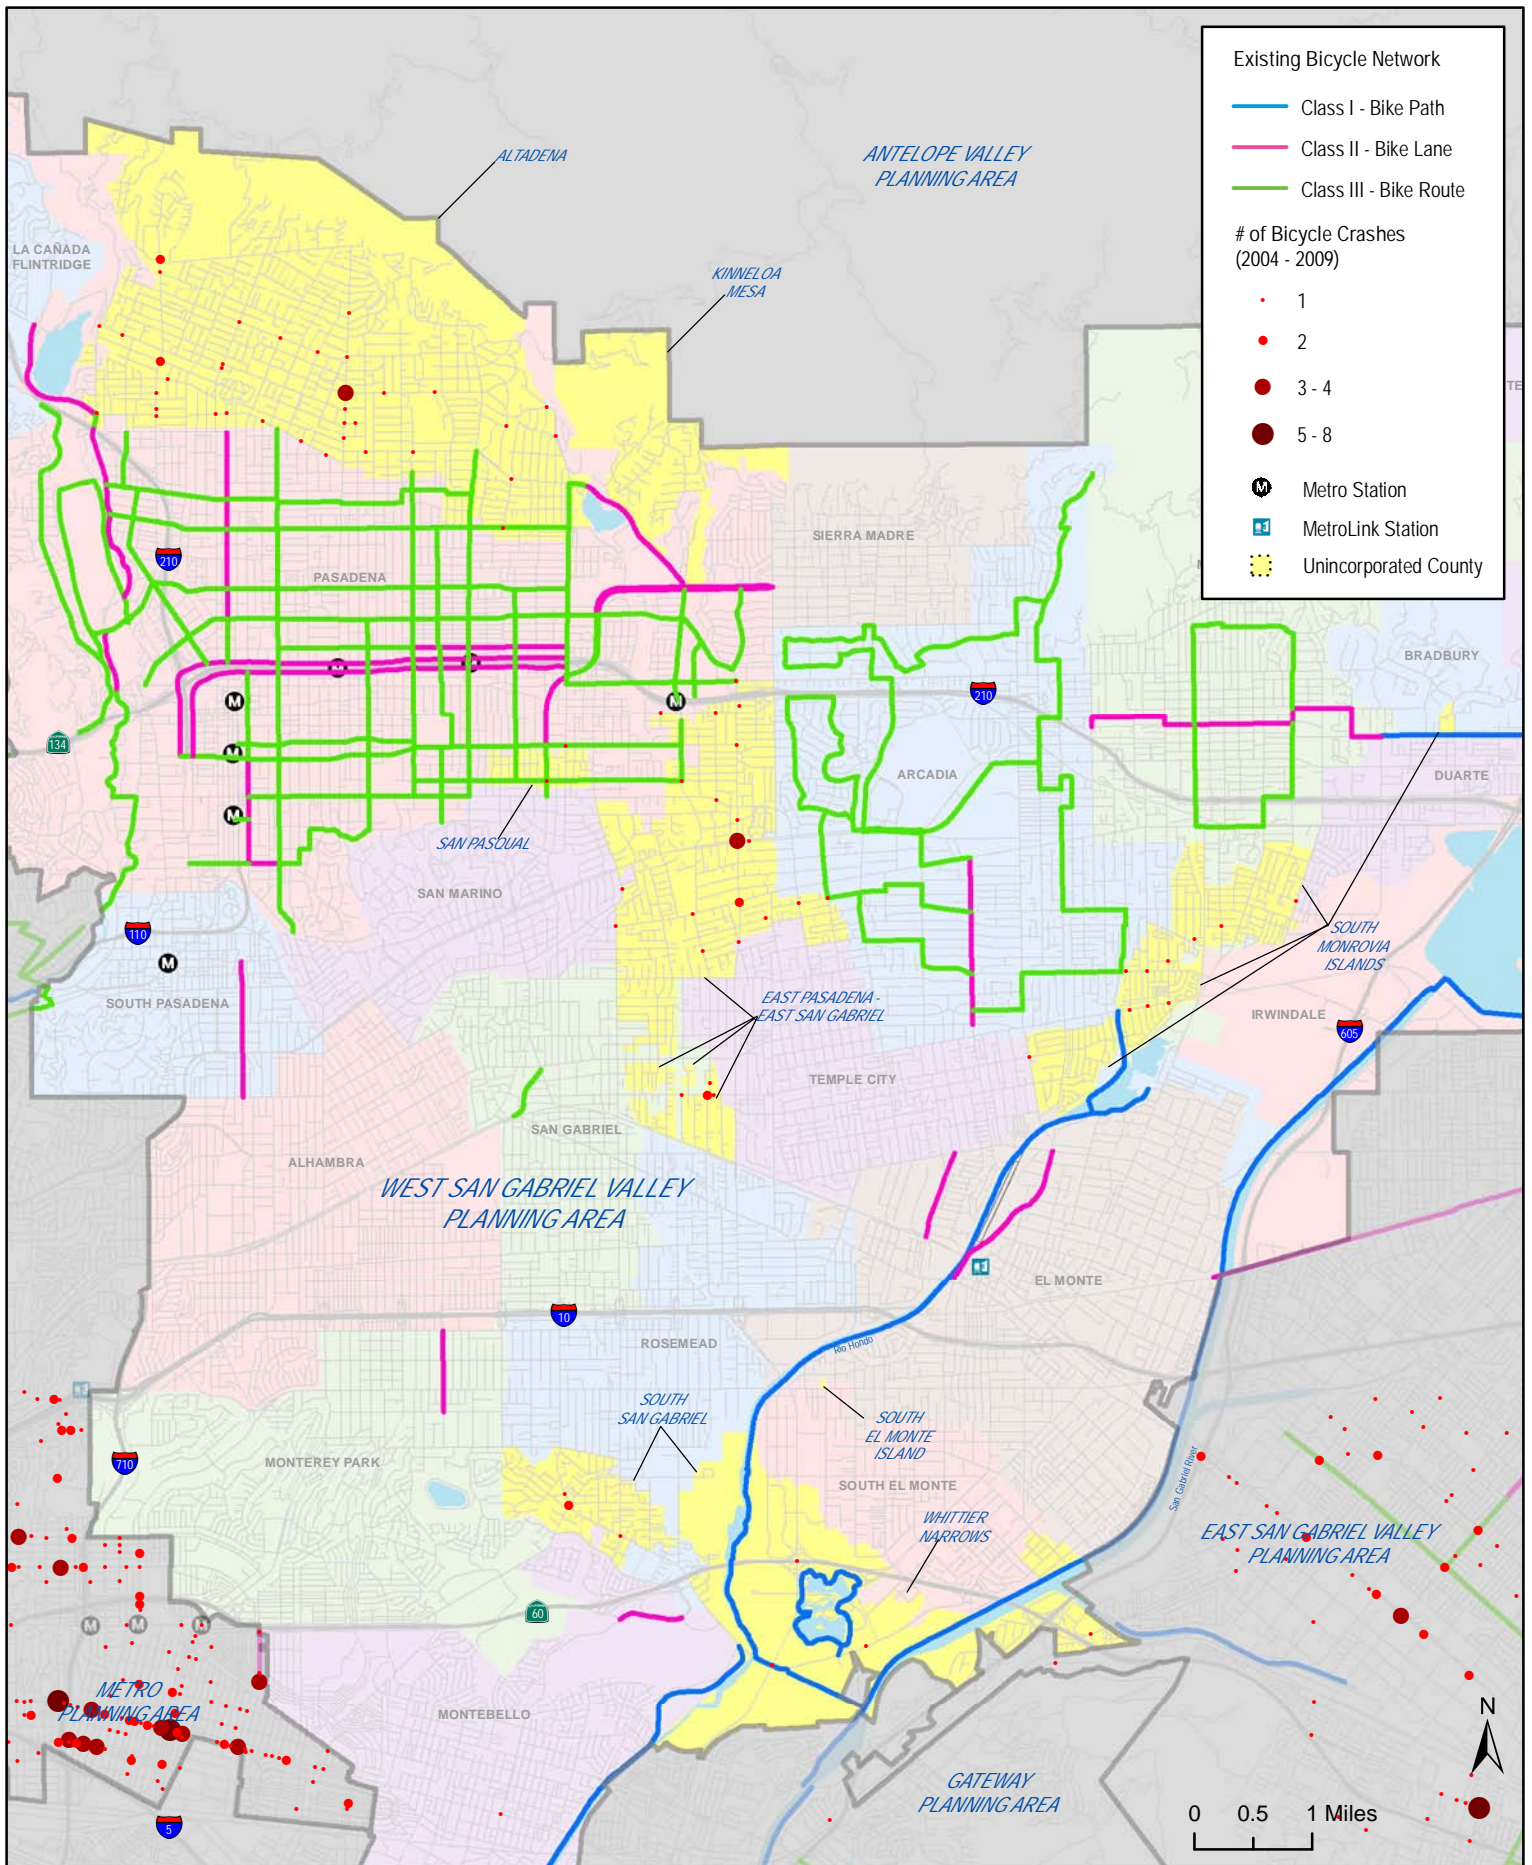 Existing Bicycle Network
Class I - Bike Path
Class II - Bike Lane
Class III - Bike Route
# of Bicycle Crashes
(2004 - 2009)
1
2
3 - 4
5 - 8
M
Metro Station
MetroLink Station
Unincorporated County
ALTADENA
ANTELOPE VALLEY
PLANNING AREA
LA CAÑADA
FLINTRIDGE
KINNELOA
MESA
TE
SIERRA MADRE
M
210
PASADENA
BRADBURY
M
M
M
M
210
134
M
ARCADIA
DUARTE
M
SAN PASQUAL
SAN MARINO
110
M
SOUTH
MONROVIA
ISLANDS
SOUTH PASADENA
EAST PASADENA -
EAST SAN GABRIEL
IRWINDALE
605
TEMPLE CITY
SAN GABRIEL
ALHAMBRA
WEST SAN GABRIEL VALLEY
PLANNING AREA
EL MONTE
10
ROSEMEAD
Rio Hondo
SOUTH
SAN GABRIEL
SOUTH
EL MONTE
ISLAND
710
MONTEREY PARK
SOUTH EL MONTE
San Gabriel River
WHITTIER
NARROWS
EAST SAN GABRIEL VALLEY
PLANNING AREA
60
M
M
M
METRO
PLANNING AREA
MONTEBELLO
N
GATEWAY
PLANNING AREA
0 0.5 1 Miles
5